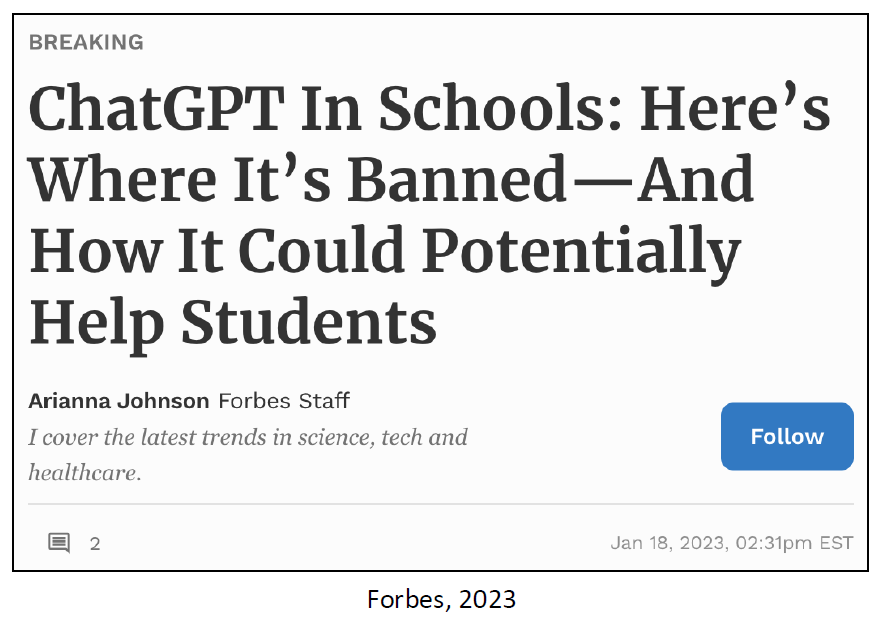 BREAKING
ChatGPT In Schools: Here’s
Where It’s Banned—And
How It Could Potentially
Help Students
Arianna Johnson Forbes Staff
I cover the latest trends in science, tech and
healthcare.
Follow
2
Jan 18, 2023, 02:31pm EST
Forbes, 2023